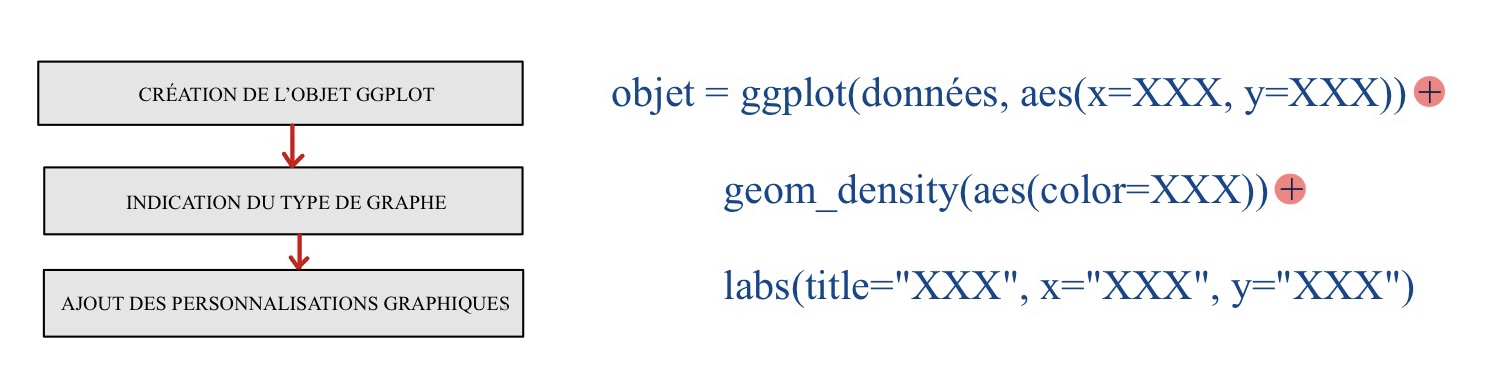 CRÉATION DE L’OBJET GGPLOT
objet = ggplot(données, aes(x=XXX, y=XXX)) +
INDICATION DU TYPE DE GRAPHE
geom_density(aes(color=XXX)) +
AJOUT DES PERSONNALISATIONS GRAPHIQUES
labs(title="XXX", x="XXX", y="XXX")